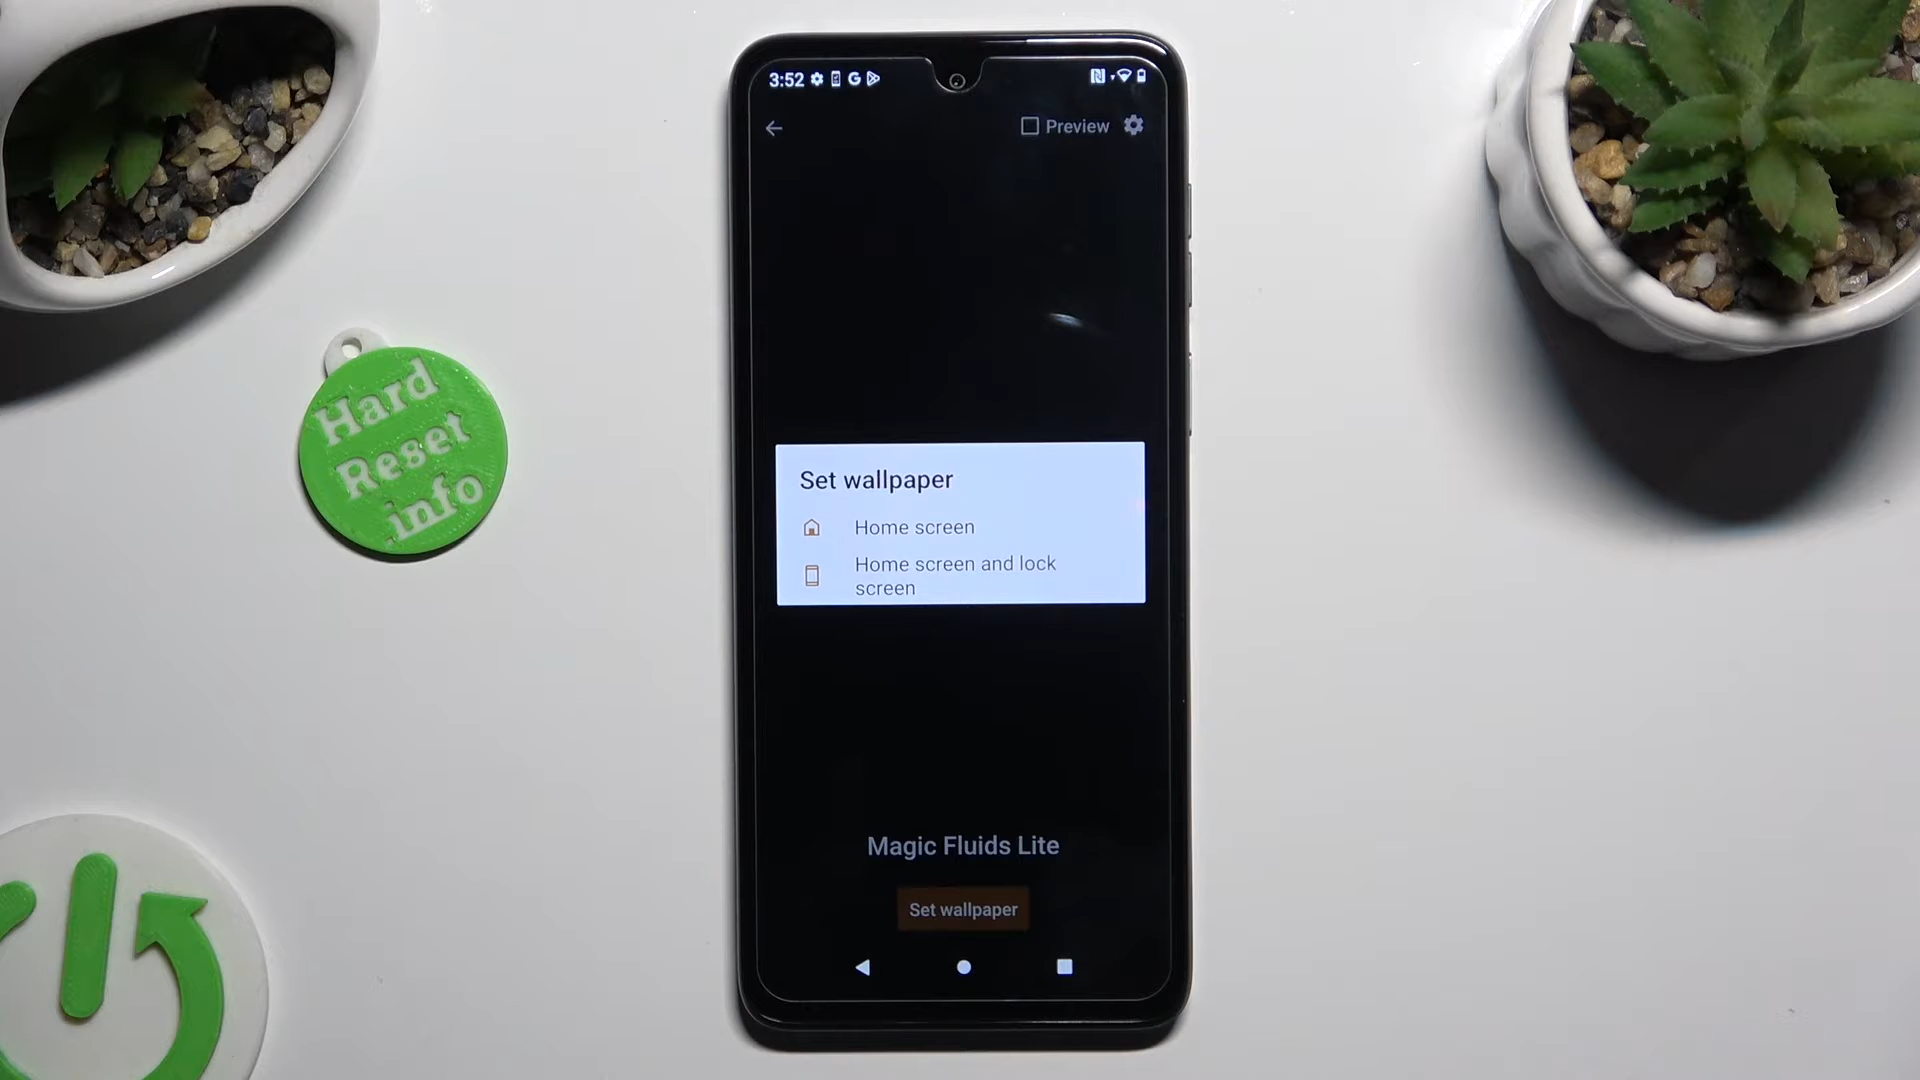 3:52
Preview
Hard
Reset
.info
Set wallpaper
Home screen
Home screen and lock
screen
Magic Fluids Lite
Set wallpaper